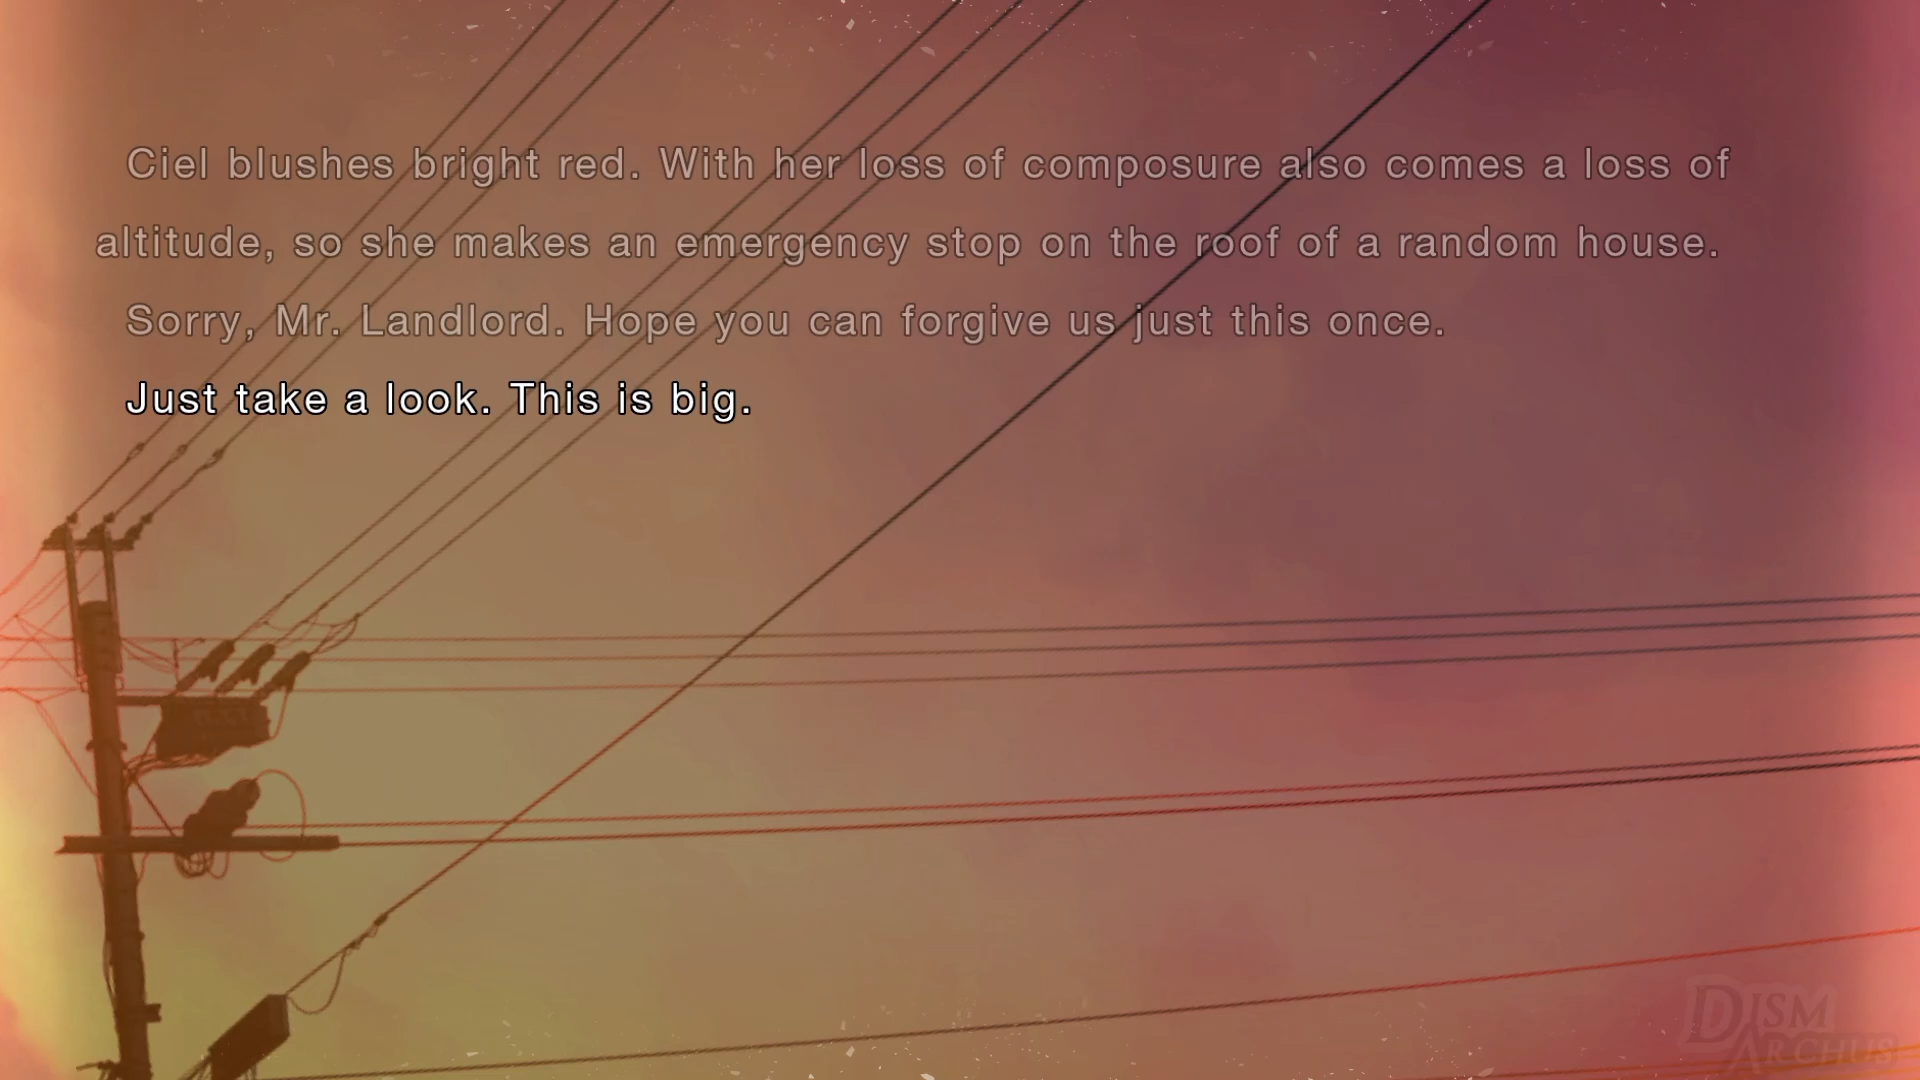 Ciel blushes bright red. With her loss of composure also comes a loss of
altitude, so she makes an emergency stop on the roof of a random house.
Sorry, Mr. Landlord. Hope you can forgive us just this once.
Just take a look. This is big.
DISM
ARCHUS